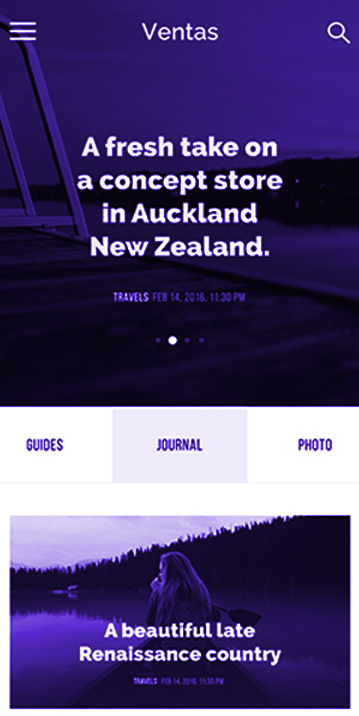 Ventas
A fresh take on
a concept store
in Auckland
New Zealand.
TRAVELS FEB 14, 2016. 11:30 PM
GUIDES JOURNAL PHOTO
A beautiful late
Renaissance country
TRAVELS FEB 14, 2016. 11:30 PM